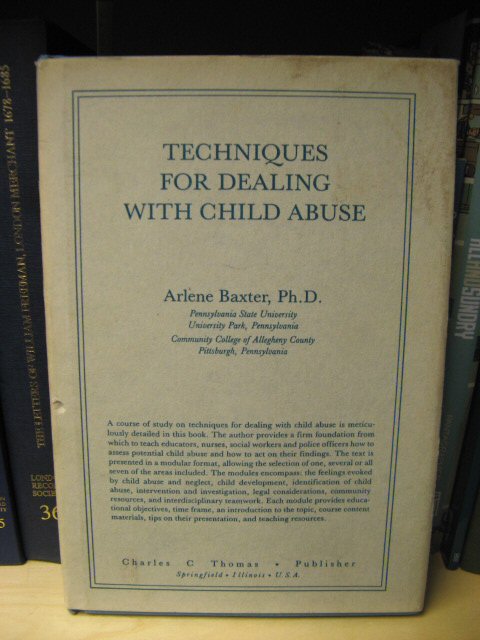 TECHNIQUES
FOR DEALING
WITH CHILD ABUSE
Arlene Baxter, Ph.D.
Pennsylvania State University
University Park, Pennsylvania
Community College of Allegheny County
Pittsburgh, Pennsylvania
A course of study on techniques for dealing with child abuse is meticu-
lously detailed in this book. The author provides a firm foundation from
which to teach educators, nurses, social workers and police officers how to
assess potential child abuse and how to act on their findings. The text is
presented in a modular format, allowing the selection of one, several or all
seven of the areas included. The modules encompass: the feelings evoked
by child abuse and neglect, child development, identification of child
abuse, intervention and investigation, legal considerations, community
resources, and interdisciplinary teamwork. Each module provides educa-
tional objectives, time frame, an introduction to the topic, course content
materials, tips on their presentation, and teaching resources.
Charles C Thomas • Publisher
Springfield • Illinois • U.S.A.
THE LETTERS OF WILLIAM FREEMAN, LONDON MERCHANT 1678-1685
LONDON
RECO
SOCIE
36